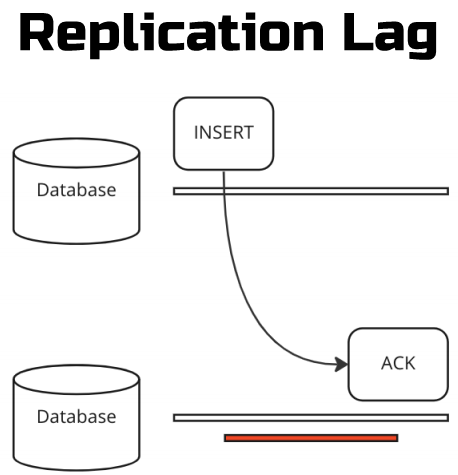 Replication Lag
INSERT
Database
ACK
Database